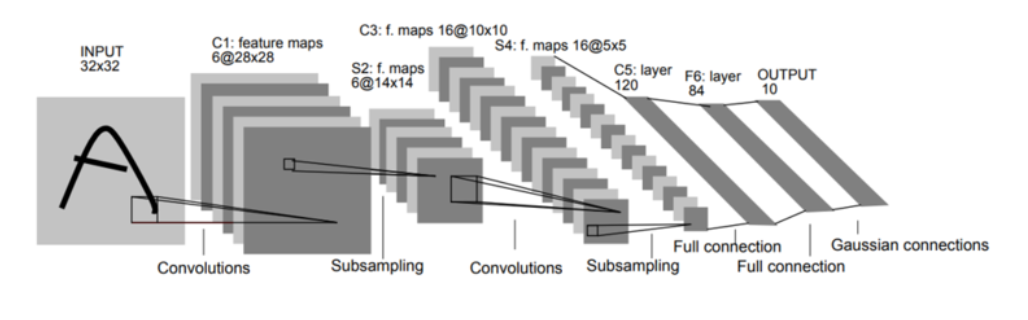 INPUT
32x32
C1: feature maps
6@28x28
S2: f. maps
6@14x14
C3: f. maps 16@10x10
S4: f. maps 16@5x5
C5: layer
120
F6: layer
84
OUTPUT
10
A
Convolutions
Subsampling
Convolutions
Subsampling
Full connection
Full connection
Gaussian connections